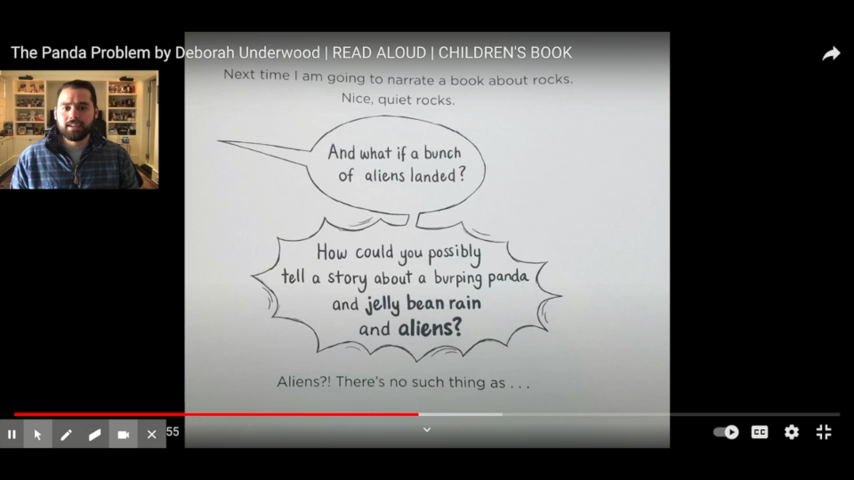 The Panda Problem by Deborah Underwood | READ ALOUD | CHILDREN'S BOOK
Next time I am going to narrate a book about rocks.
Nice, quiet rocks.
And what if a bunch
of aliens landed?
How could you possibly
tell a story about a burping panda
and jelly bean rain
and aliens?
Aliens?! There's no such thing as . . .
55
CC